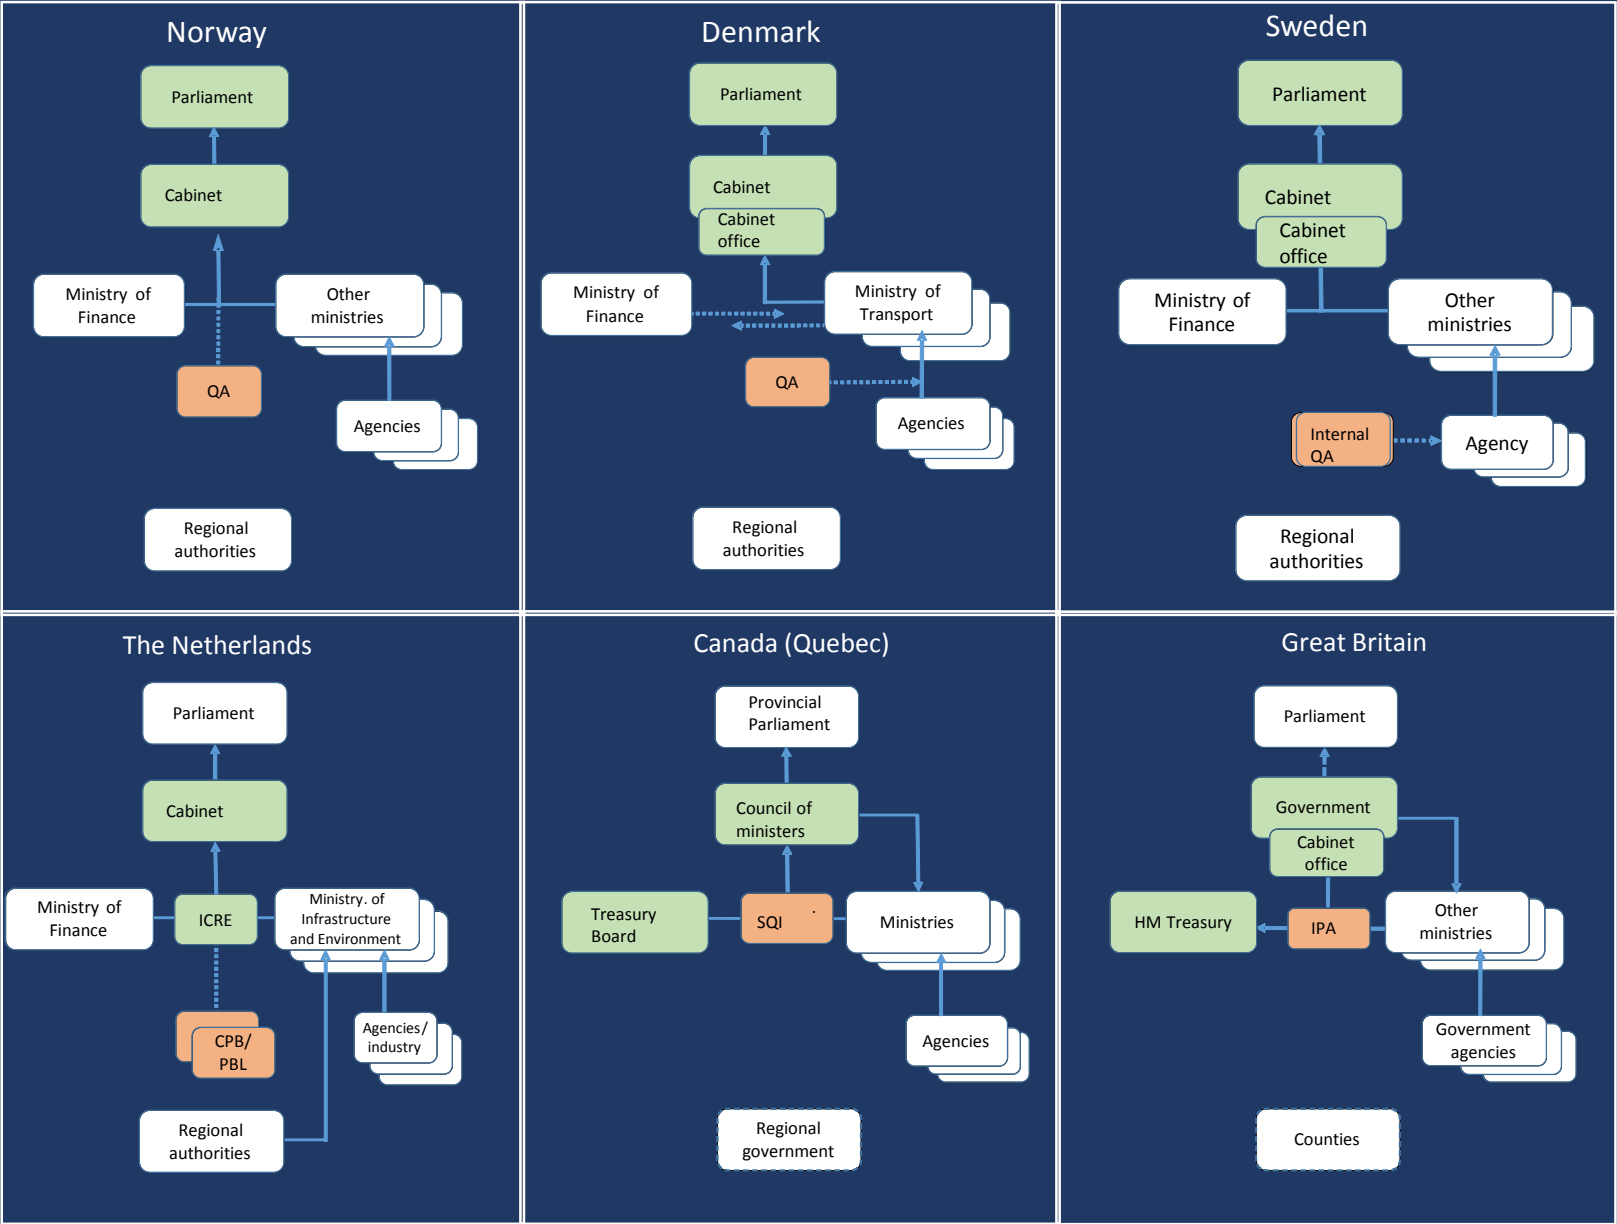 Norway
Parliament
Cabinet
Ministry of
Finance
Other
ministries
QA
Agencies
Regional
authorities
Denmark
Parliament
Cabinet
Cabinet
office
Ministry of
Finance
Ministry of
Transport
QA
Agencies
Regional
authorities
Sweden
Parliament
Cabinet
Cabinet
office
Ministry of
Finance
Other
ministries
Internal
QA
Agency
Regional
authorities
The Netherlands
Parliament
Cabinet
Ministry of
Finance
ICRE
Ministry. of
Infrastructure
and Environment
CPB/
PBL
Agencies/
industry
Regional
authorities
Canada (Quebec)
Provincial
Parliament
Council of
ministers
Treasury
Board
SQI
Ministries
Agencies
Regional
government
Great Britain
Parliament
Government
Cabinet
office
HM Treasury
IPA
Other
ministries
Government
agencies
Counties